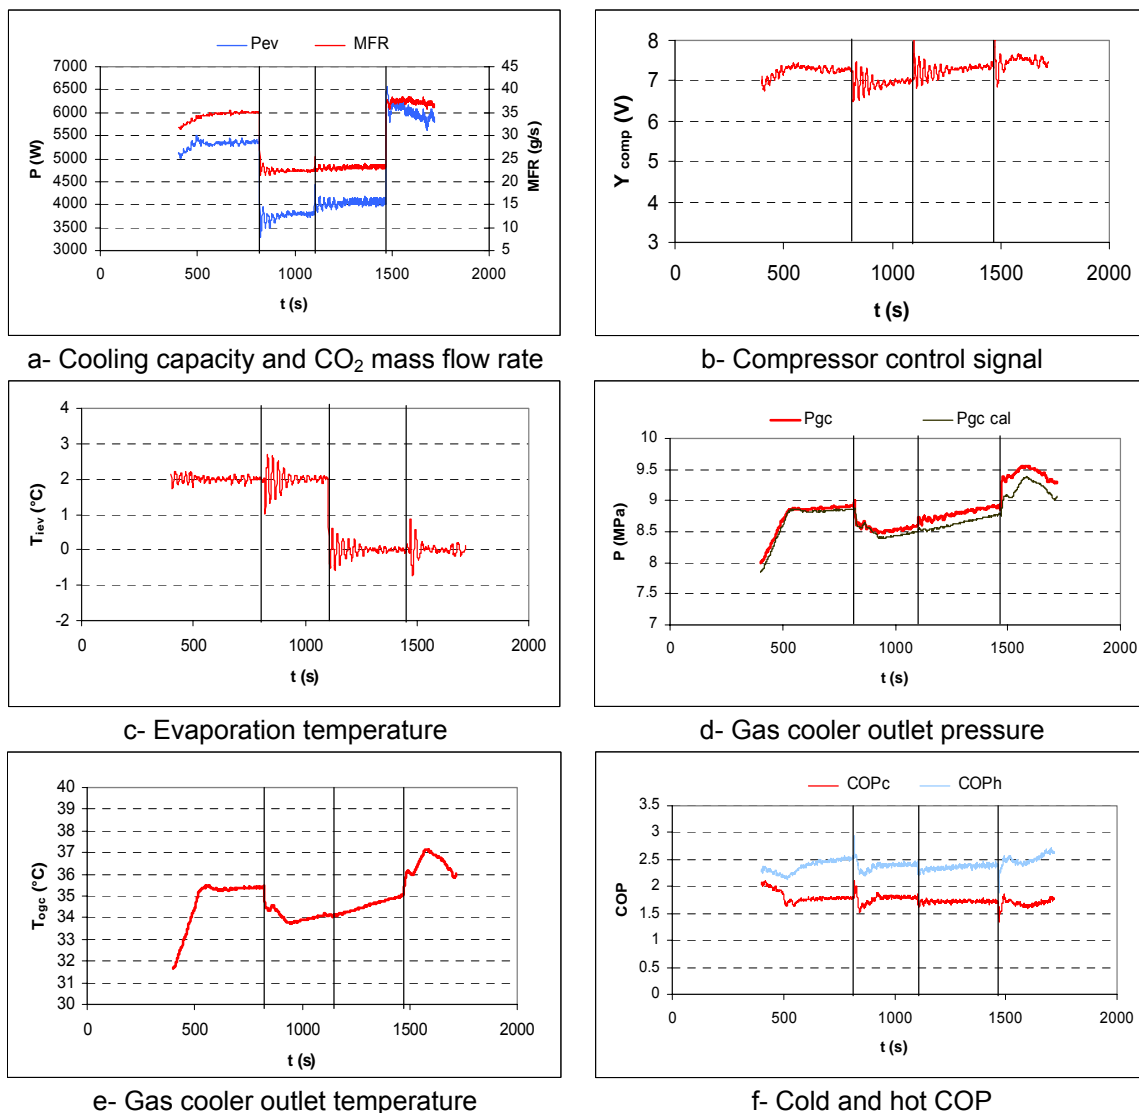 Pev MFR
7000
6500
6000
5500
5000
4500
4000
3500
3000
P (W)
45
40
35
30
25
20
15
10
5
MFR (g/s)
0 500 1000 1500 2000
t (s)
a- Cooling capacity and CO₂ mass flow rate
8
7
6
5
4
3
Y comp (V)
0 500 1000 1500 2000
t (s)
b- Compressor control signal
4
3
2
1
0
-1
-2
Tiev (°C)
0 500 1000 1500 2000
t (s)
c- Evaporation temperature
Pgc Pgc cal
10
9.5
9
8.5
8
7.5
7
P (MPa)
0 500 1000 1500 2000
t (s)
d- Gas cooler outlet pressure
40
39
38
37
36
35
34
33
32
31
30
Togc (°C)
0 500 1000 1500 2000
t (s)
e- Gas cooler outlet temperature
COPc COPh
3.5
3
2.5
2
1.5
1
0.5
0
COP
0 500 1000 1500 2000
t (s)
f- Cold and hot COP